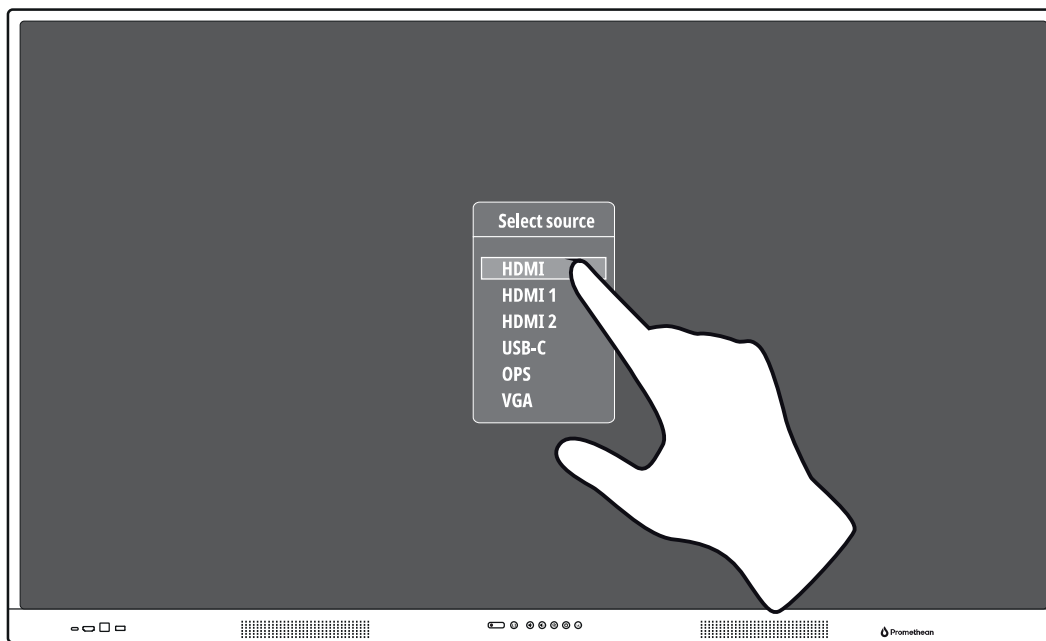 Select source
HDMI
HDMI 1
HDMI 2
USB-C
OPS
VGA
Promethean